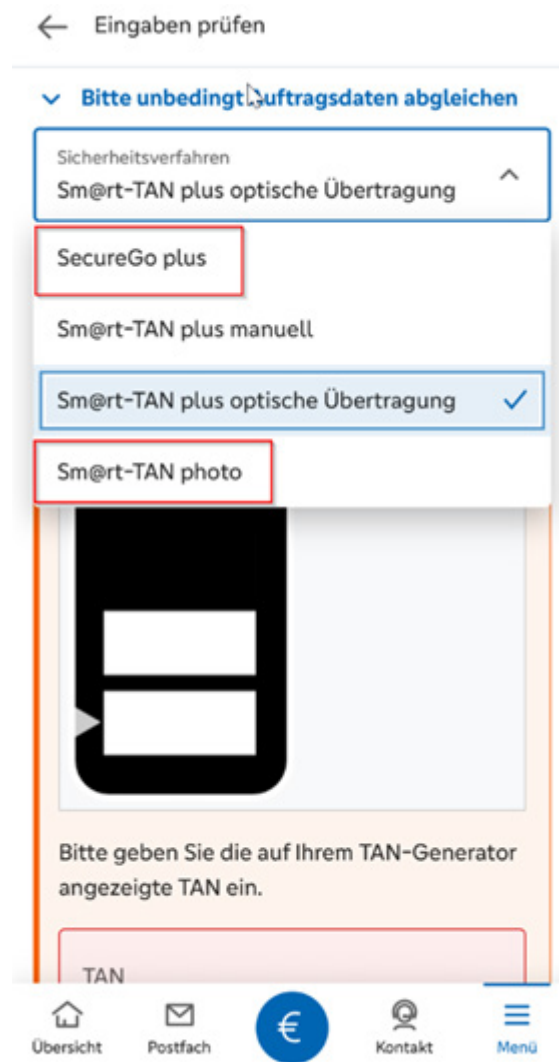 Eingaben prüfen
Bitte unbedingt Auftragsdaten abgleichen
Sicherheitsverfahren
Sm@rt-TAN plus optische Übertragung
SecureGo plus
Sm@rt-TAN plus manuell
Sm@rt-TAN plus optische Übertragung
Sm@rt-TAN photo
Bitte geben Sie die auf Ihrem TAN-Generator
angezeigte TAN ein.
TAN
Übersicht Postfach € Kontakt Menü